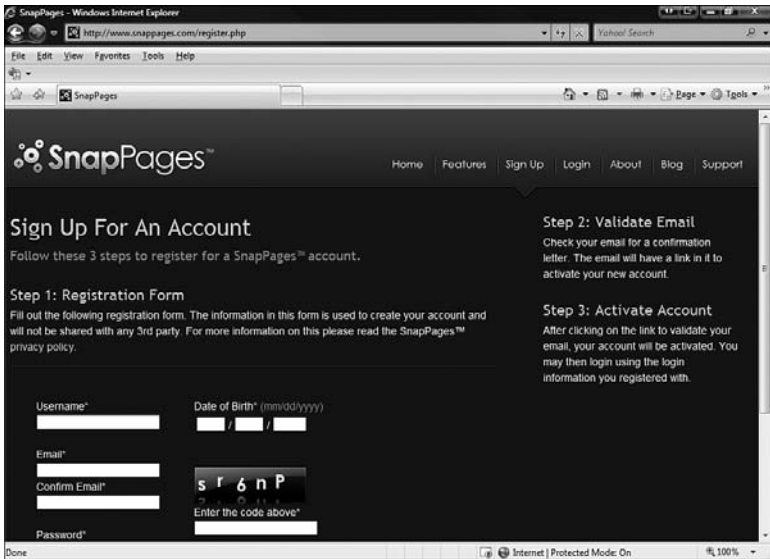 SnapPages - Windows Internet Explorer
http://www.snappages.com/register.php
Yahoo! Search
File Edit View Favorites Tools Help
SnapPages
Page Tools
SnapPages™
Home Features Sign Up Login About Blog Support
Sign Up For An Account
Follow these 3 steps to register for a SnapPages™ account.
Step 1: Registration Form
Fill out the following registration form. The information in this form is used to create your account and
will not be shared with any 3rd party. For more information on this please read the SnapPages™
privacy policy.
Username*
Date of Birth* (mm/dd/yyyy)
/ /
Email*
Confirm Email*
sr6nP
Enter the code above*
Password*
Step 2: Validate Email
Check your email for a confirmation
letter. The email will have a link in it to
activate your new account.
Step 3: Activate Account
After clicking on the link to validate your
email, your account will be activated. You
may then login using the login
information you registered with.
Done
Internet | Protected Mode: On
100%